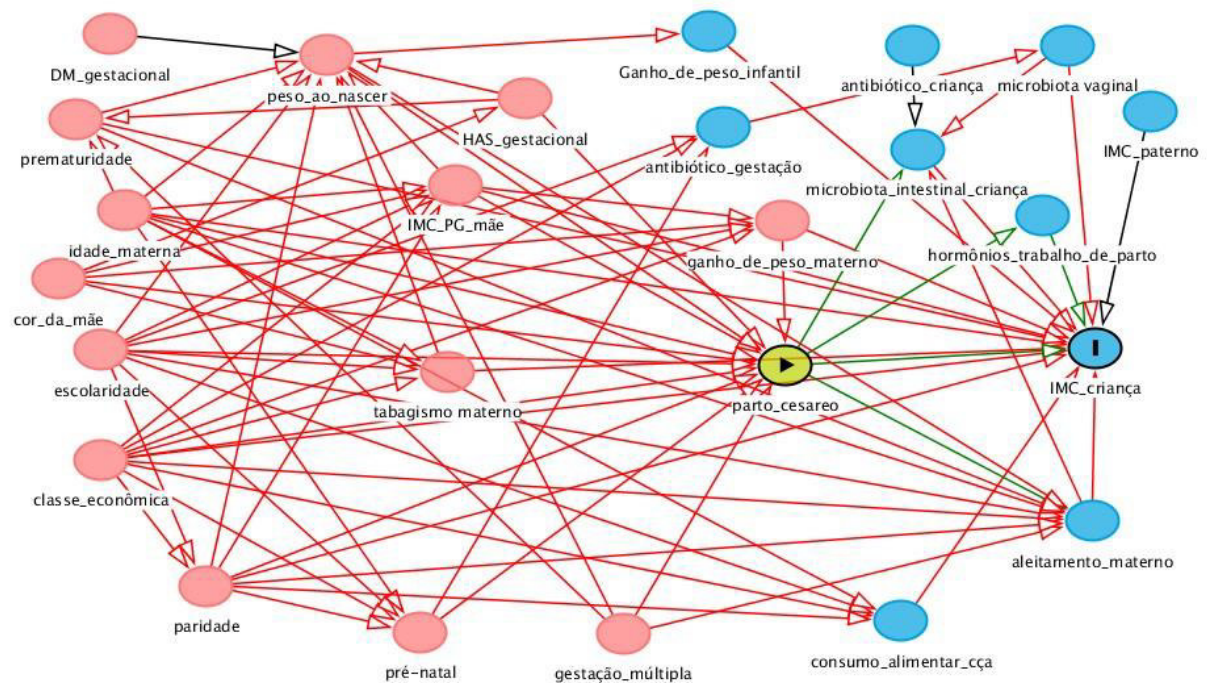 DM_gestacional
peso_ao_nascer
Ganho_de_peso_infantil
antibiótico_criança
microbiota vaginal
prematuridade
HAS_gestacional
antibiótico_gestação
IMC_paterno
microbiota_intestinal_criança
idade_materna
IMC_PG_mãe
ganho_de_peso_materno
hormônios_trabalho_de_parto
cor_da_mãe
escolaridade
tabagismo materno
parto_cesareo
IMC_criança
classe_econômica
aleitamento_materno
paridade
pré-natal
gestação_múltipla
consumo_alimentar_cça